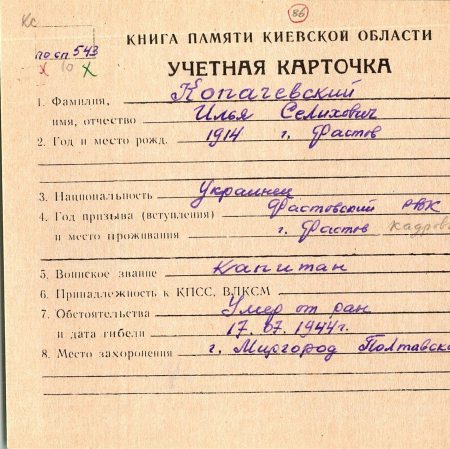 Кс
86
КНИГА ПАМЯТИ КИЕВСКОЙ ОБЛАСТИ
по сп 543
х 10 х
УЧЕТНАЯ КАРТОЧКА
1. Фамилия, Копачевский
имя, отчество Илья Селихович
2. Год и место рожд. 1914 г. Фастов
3. Национальность Украинец
4. Год призыва (вступления) Фастовский РВК
и место проживания г. Фастов кадров
5. Воинское звание капитан
6. Принадлежность к КПСС, ВЛКСМ
7. Обстоятельства Умер от ран
и дата гибели 17.07.1944г.
8. Место захоронения г. Миргород Полтавско